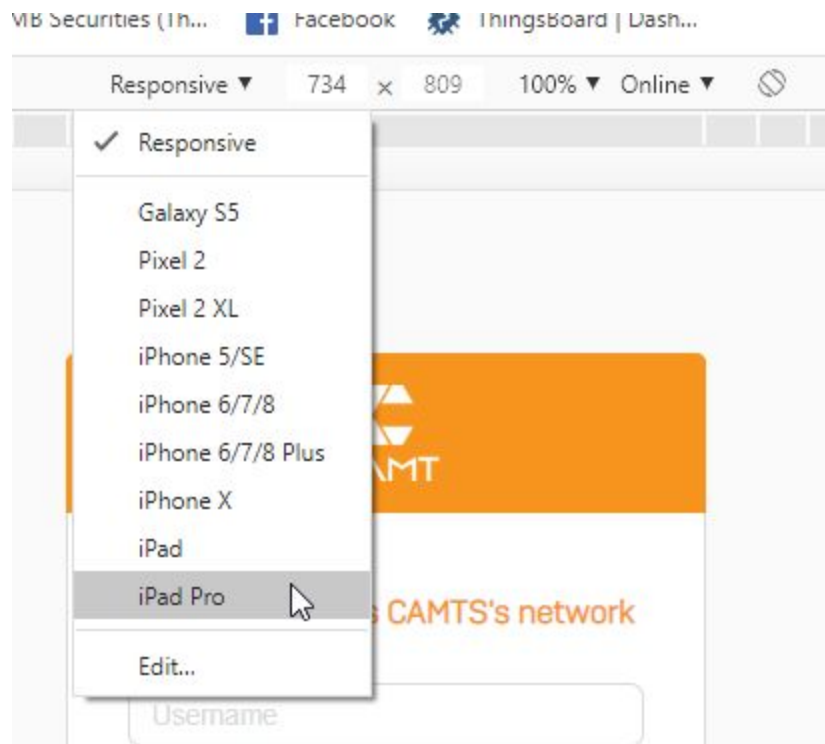 MB Securities (Th... Facebook ThingsBoard | Dash...
Responsive ▼ 734 × 809 100% ▼ Online ▼
✓ Responsive
Galaxy S5
Pixel 2
Pixel 2 XL
iPhone 5/SE
iPhone 6/7/8
iPhone 6/7/8 Plus
iPhone X
iPad
iPad Pro
Edit...
AMT
s CAMTS's network
Username